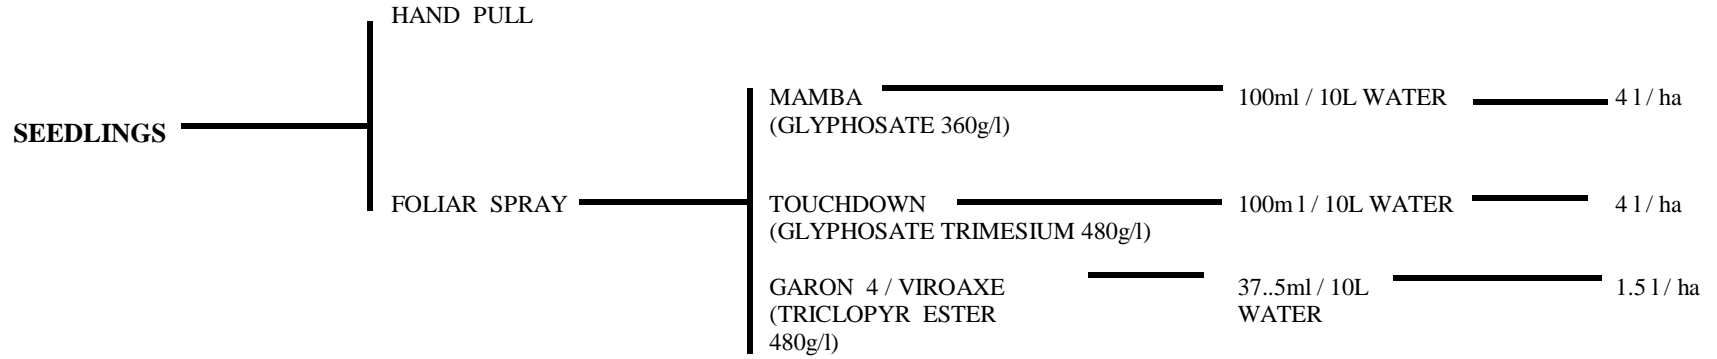 HAND PULL
MAMBA 100ml / 10L WATER 4 l / ha
(GLYPHOSATE 360g/l)
SEEDLINGS
FOLIAR SPRAY TOUCHDOWN 100m l / 10L WATER 4 l / ha
(GLYPHOSATE TRIMESIUM 480g/l)
GARON 4 / VIROAXE 37..5ml / 10L 1.5 l / ha
(TRICLOPYR ESTER WATER
480g/l)